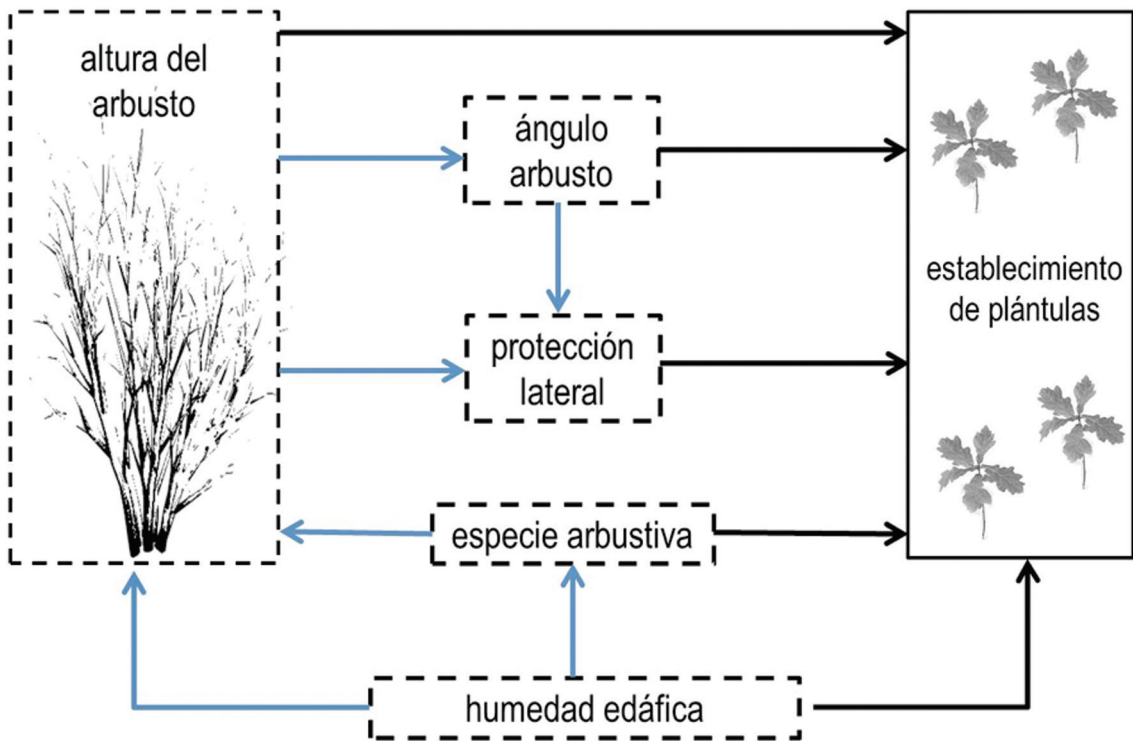 altura del
arbusto
ángulo
arbusto
protección
lateral
especie arbustiva
humedad edáfica
establecimiento
de plántulas